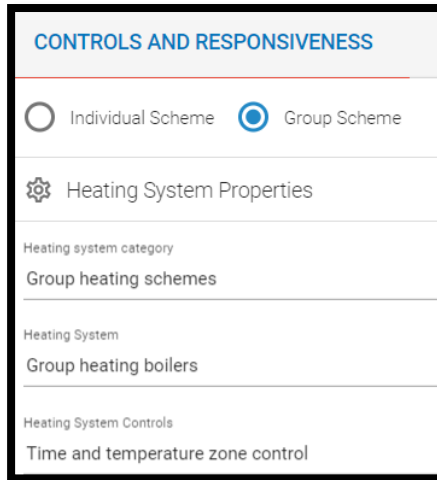 CONTROLS AND RESPONSIVENESS
Individual Scheme Group Scheme
Heating System Properties
Heating system category
Group heating schemes
Heating System
Group heating boilers
Heating System Controls
Time and temperature zone control